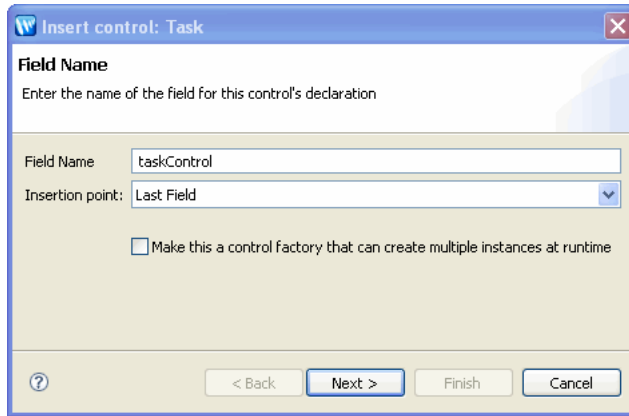 Insert control: Task
Field Name
Enter the name of the field for this control's declaration
Field Name taskControl
Insertion point: Last Field
Make this a control factory that can create multiple instances at runtime
? < Back Next > Finish Cancel